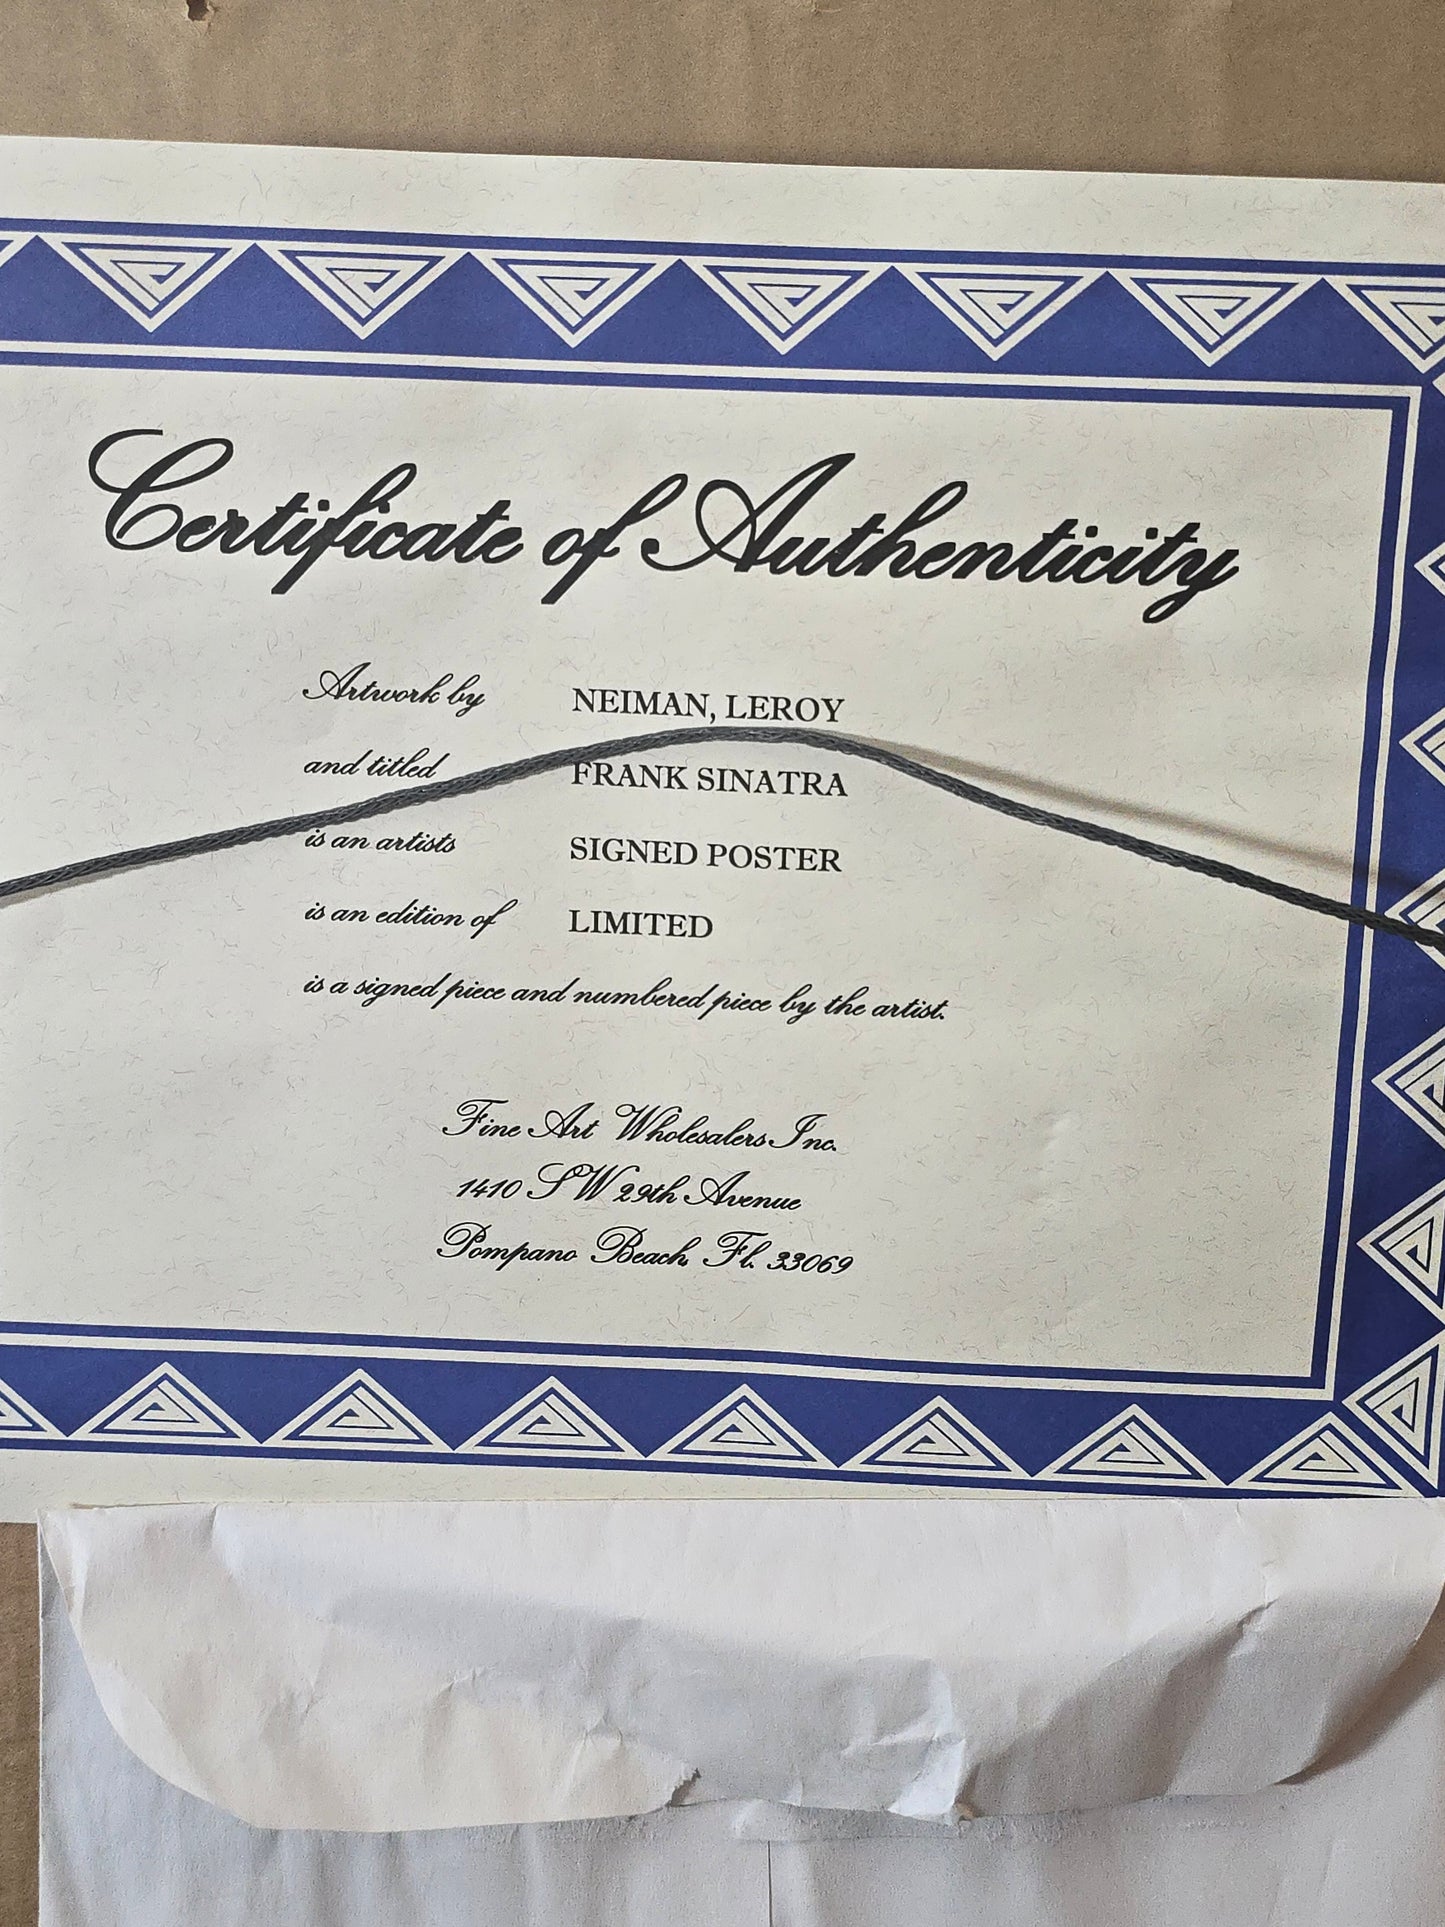 Certificate of Authenticity
Artwork by NEIMAN, LEROY
and titled FRANK SINATRA
is an artists SIGNED POSTER
is an edition of LIMITED
is a signed piece and numbered piece by the artist.
Fine Art Wholesalers Inc.
1410 SW 29th Avenue
Pompano Beach, Fl. 33069